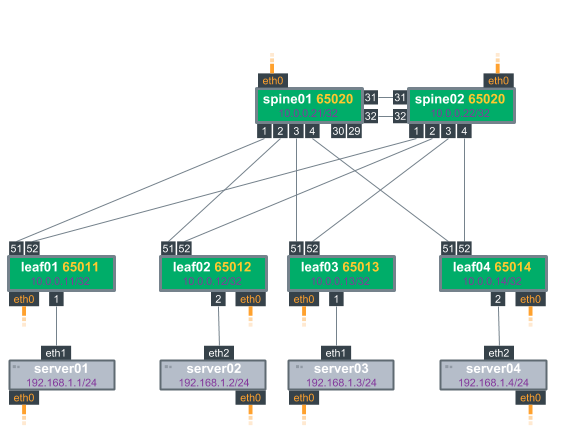 eth0 eth0
spine01 65020 31 31 spine02 65020
10.0.0.21/32 32 32 10.0.0.22/32
1 2 3 4 30 29 1 2 3 4
51 52 51 52 51 52 51 52
leaf01 65011 leaf02 65012 leaf03 65013 leaf04 65014
10.0.0.11/32 10.0.0.12/32 10.0.0.13/32 10.0.0.14/32
eth0 1 2 eth0 eth0 1 2 eth0
eth1 eth2 eth1 eth2
server01 server02 server03 server04
192.168.1.1/24 192.168.1.2/24 192.168.1.3/24 192.168.1.4/24
eth0 eth0 eth0 eth0